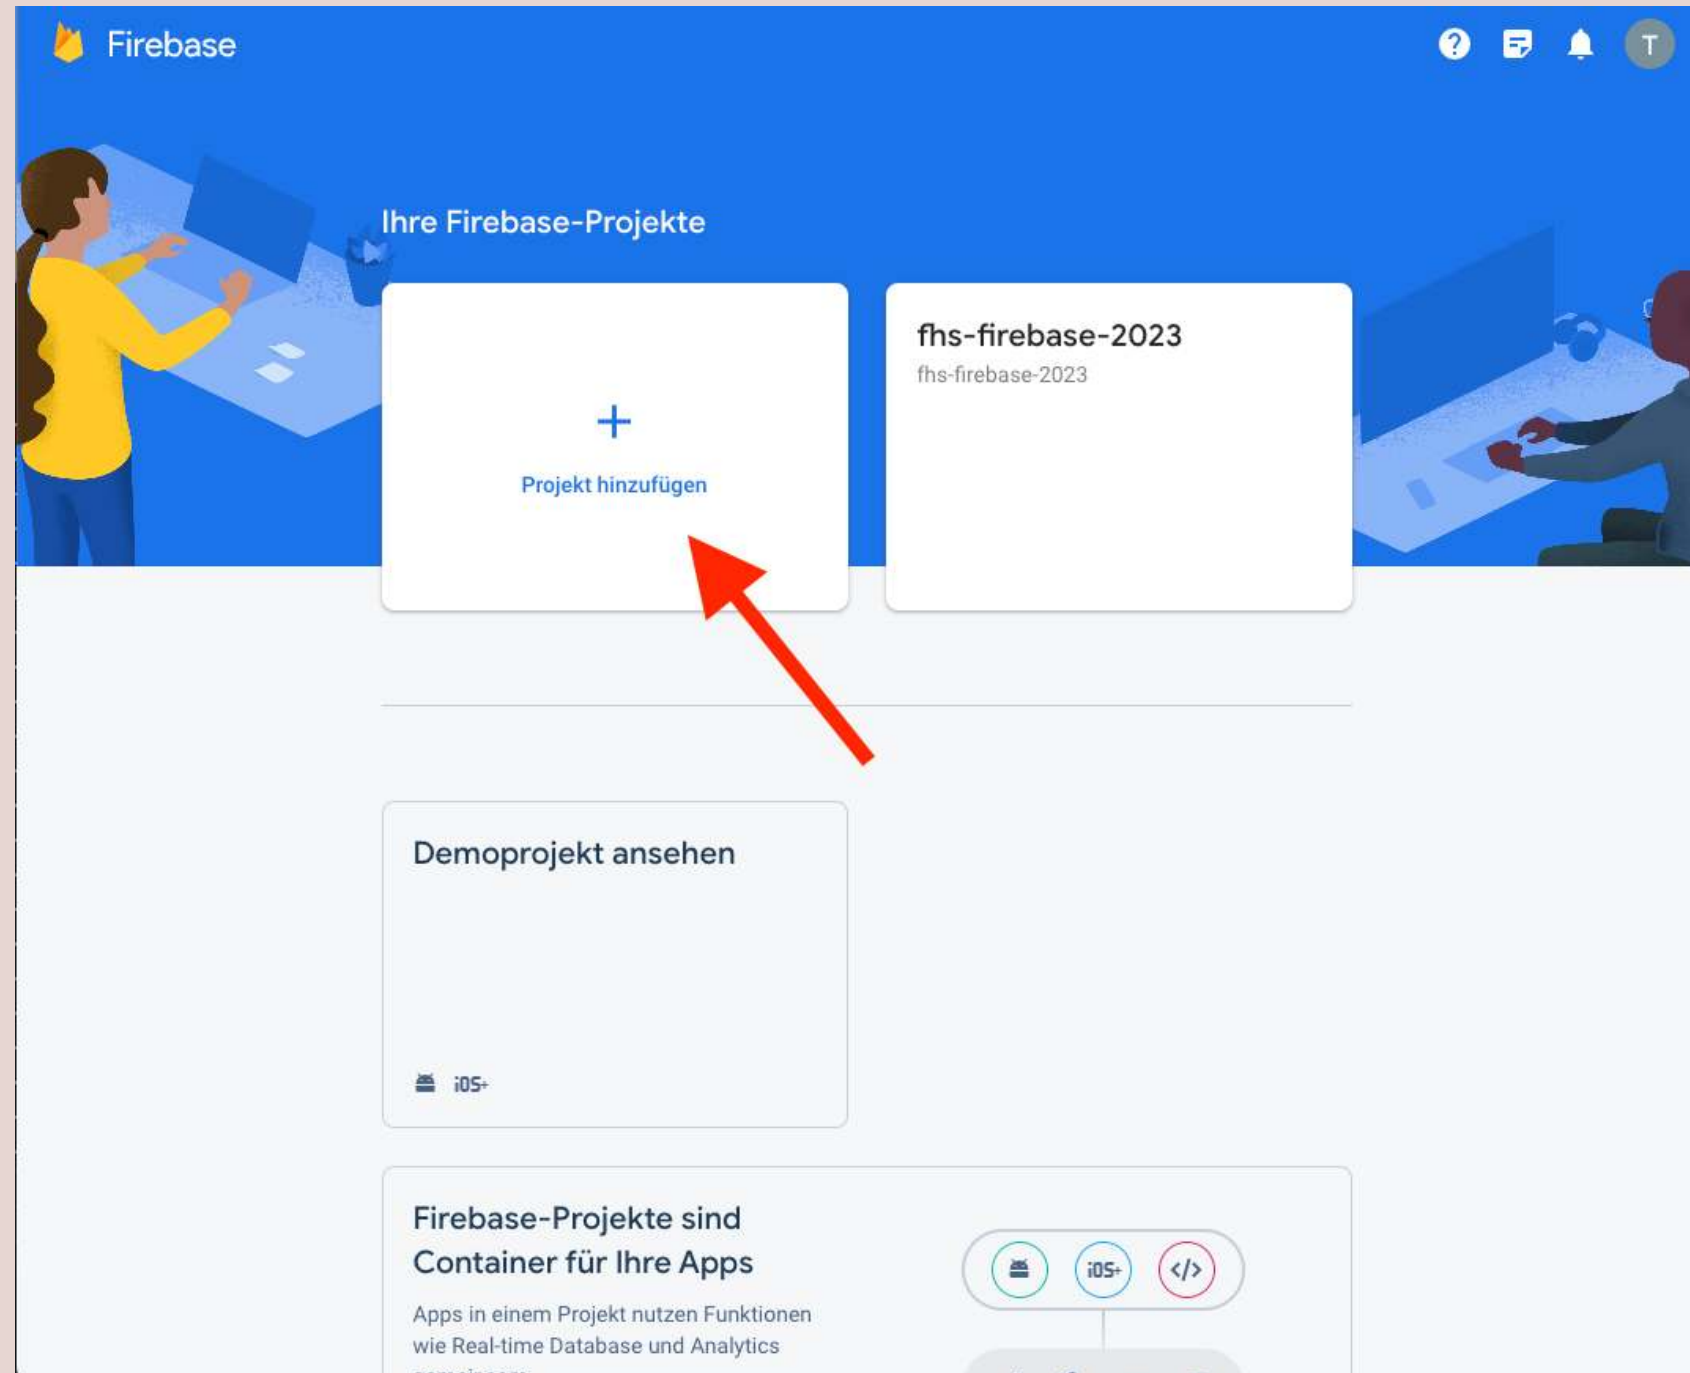 Firebase
T
Ihre Firebase-Projekte
Projekt hinzufügen
fhs-firebase-2023
fhs-firebase-2023
Demoprojekt ansehen
iOS+
Firebase-Projekte sind
Container für Ihre Apps
Apps in einem Projekt nutzen Funktionen
wie Real-time Database und Analytics
iOS+